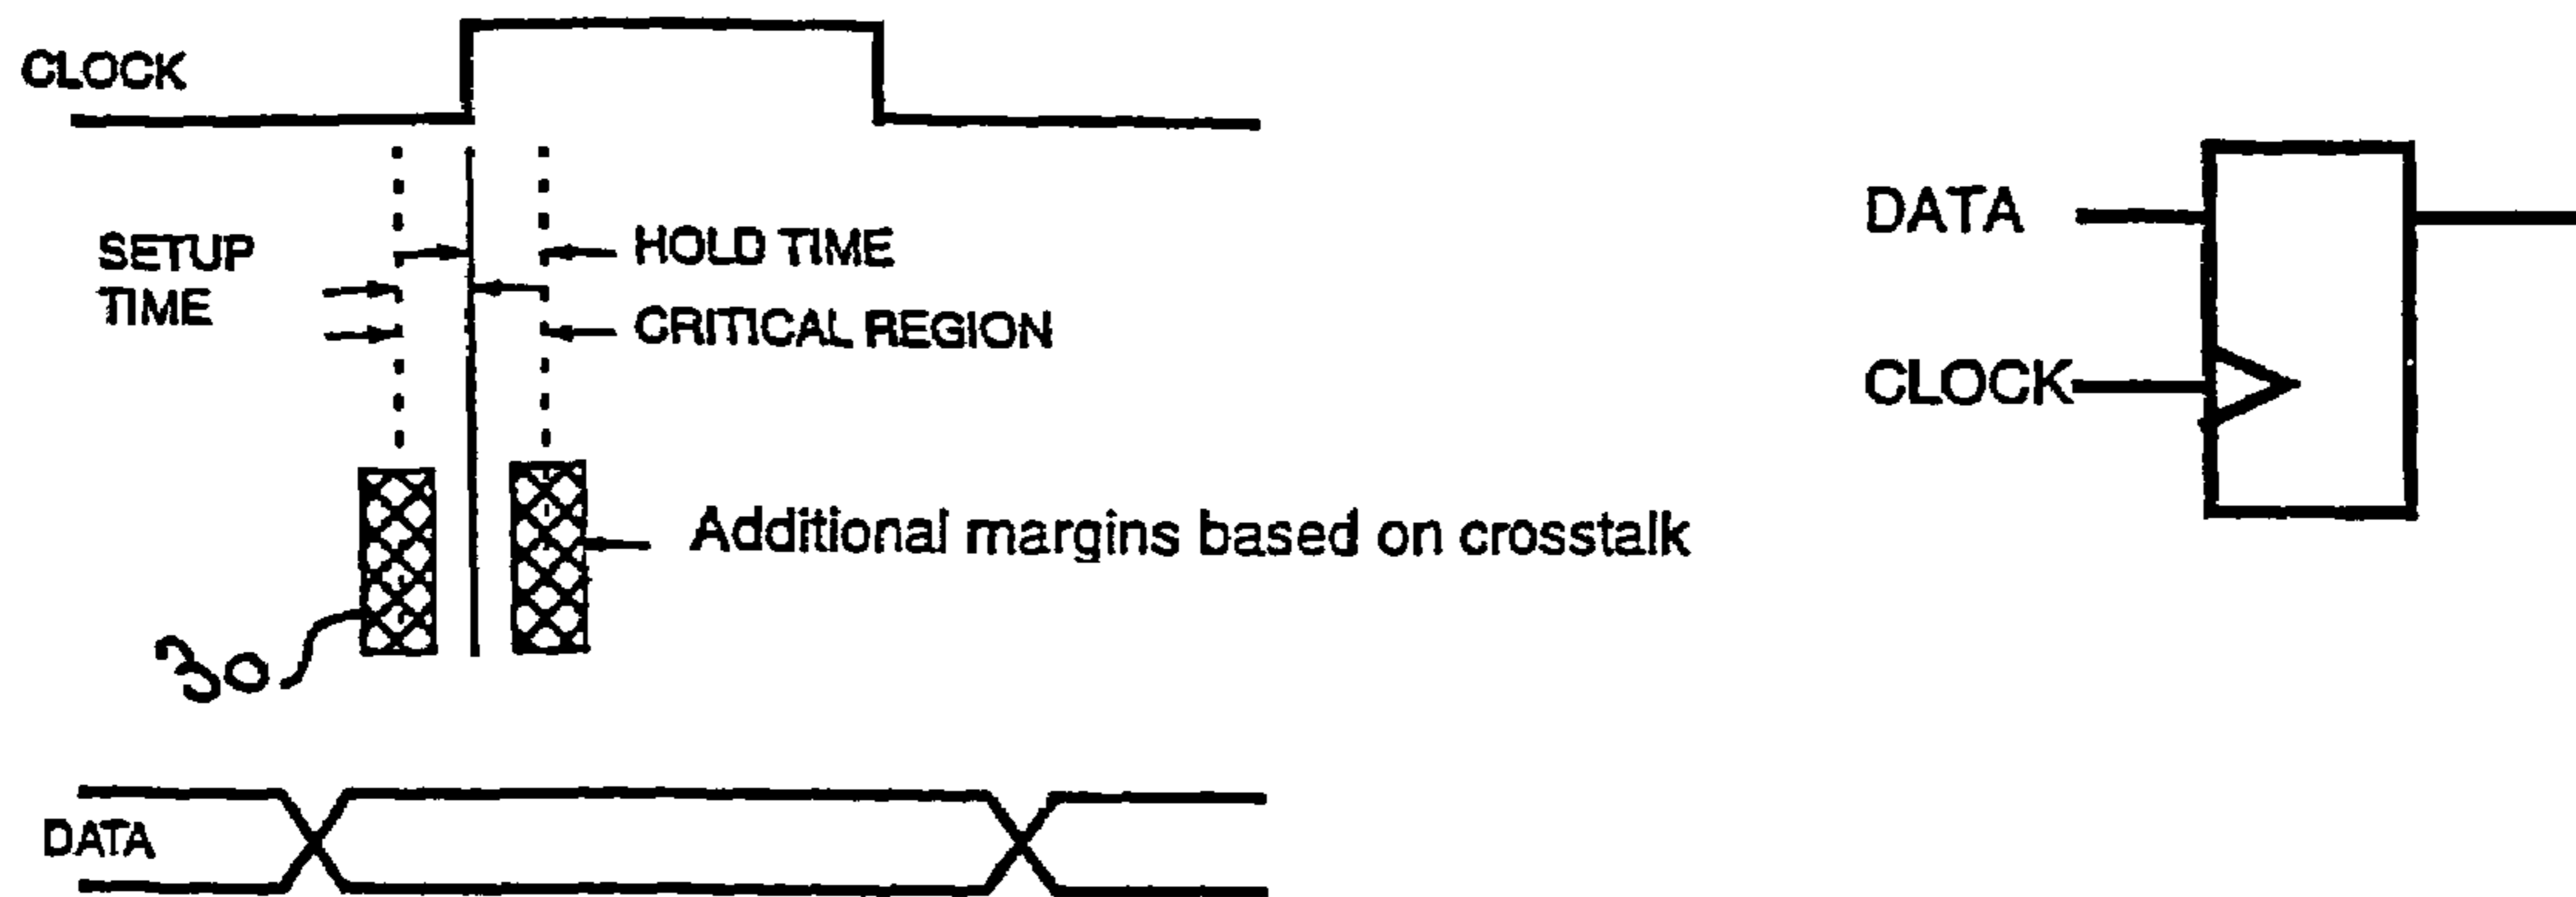 CLOCK
SETUP
TIME
HOLD TIME
CRITICAL REGION
Additional margins based on crosstalk
30
DATA
DATA
CLOCK